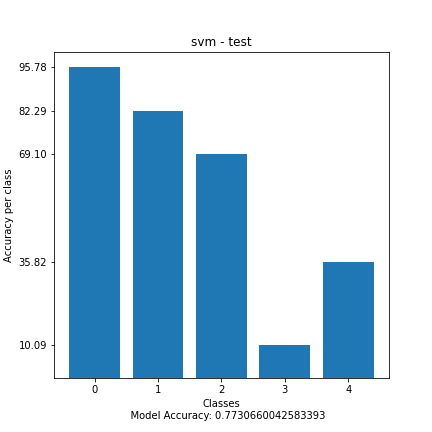 svm - test
Accuracy per class
95.78
82.29
69.10
35.82
10.09
0 1 2 3 4
Classes
Model Accuracy: 0.7730660042583393